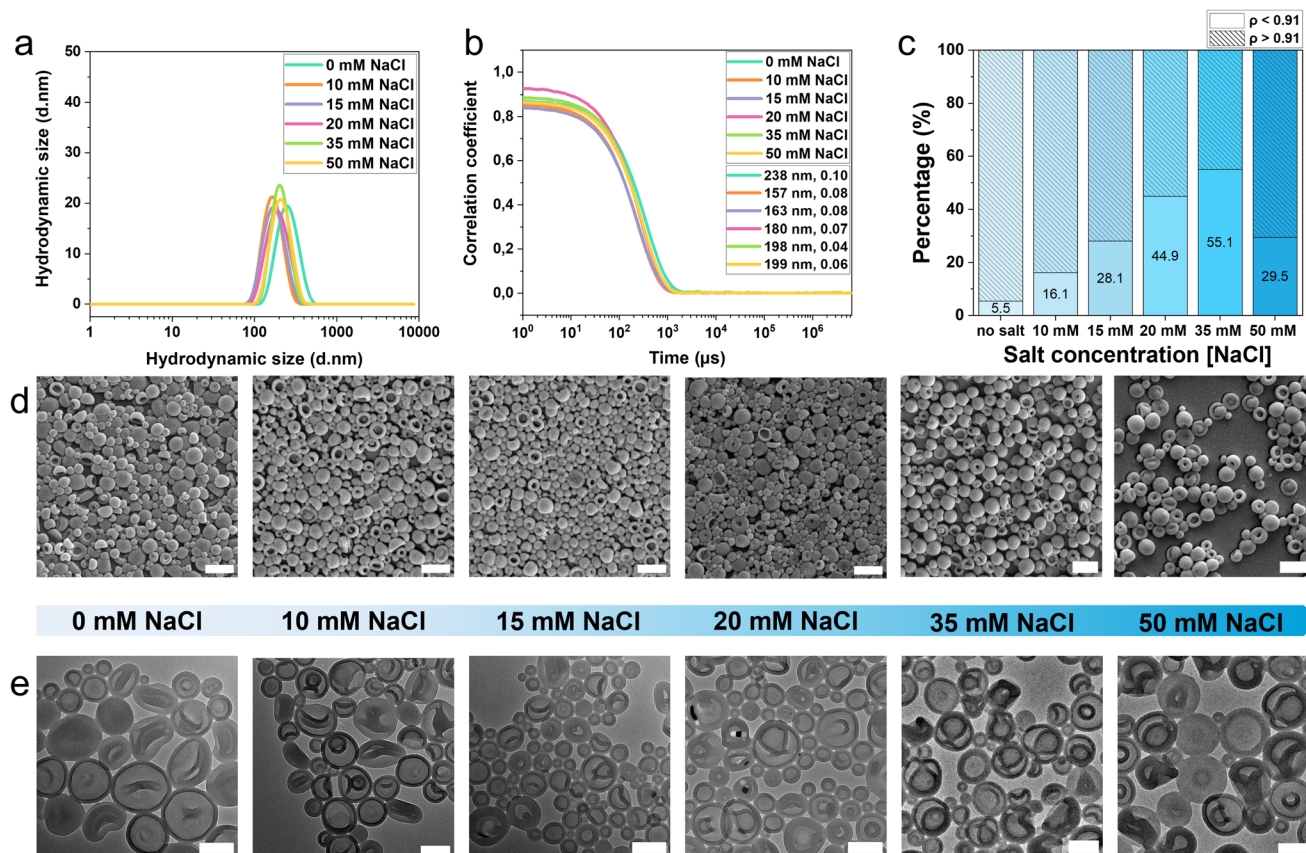 a
50
40
30
20
10
0
Hydrodynamic size (d.nm)
1
10
100
1000
10000
Hydrodynamic size (d.nm)
0 mM NaCl
10 mM NaCl
15 mM NaCl
20 mM NaCl
35 mM NaCl
50 mM NaCl
b
1,0
0,8
0,6
0,4
0,2
0,0
Correlation coefficient
10⁰
10¹
10²
10³
10⁴
10⁵
10⁶
Time (µs)
0 mM NaCl
10 mM NaCl
15 mM NaCl
20 mM NaCl
35 mM NaCl
50 mM NaCl
238 nm, 0.10
157 nm, 0.08
163 nm, 0.08
180 nm, 0.07
198 nm, 0.04
199 nm, 0.06
c
ρ < 0.91
ρ > 0.91
100
80
60
40
20
0
Percentage (%)
5.5
16.1
28.1
44.9
55.1
29.5
no salt
10 mM
15 mM
20 mM
35 mM
50 mM
Salt concentration [NaCl]
d
0 mM NaCl
10 mM NaCl
15 mM NaCl
20 mM NaCl
35 mM NaCl
50 mM NaCl
e